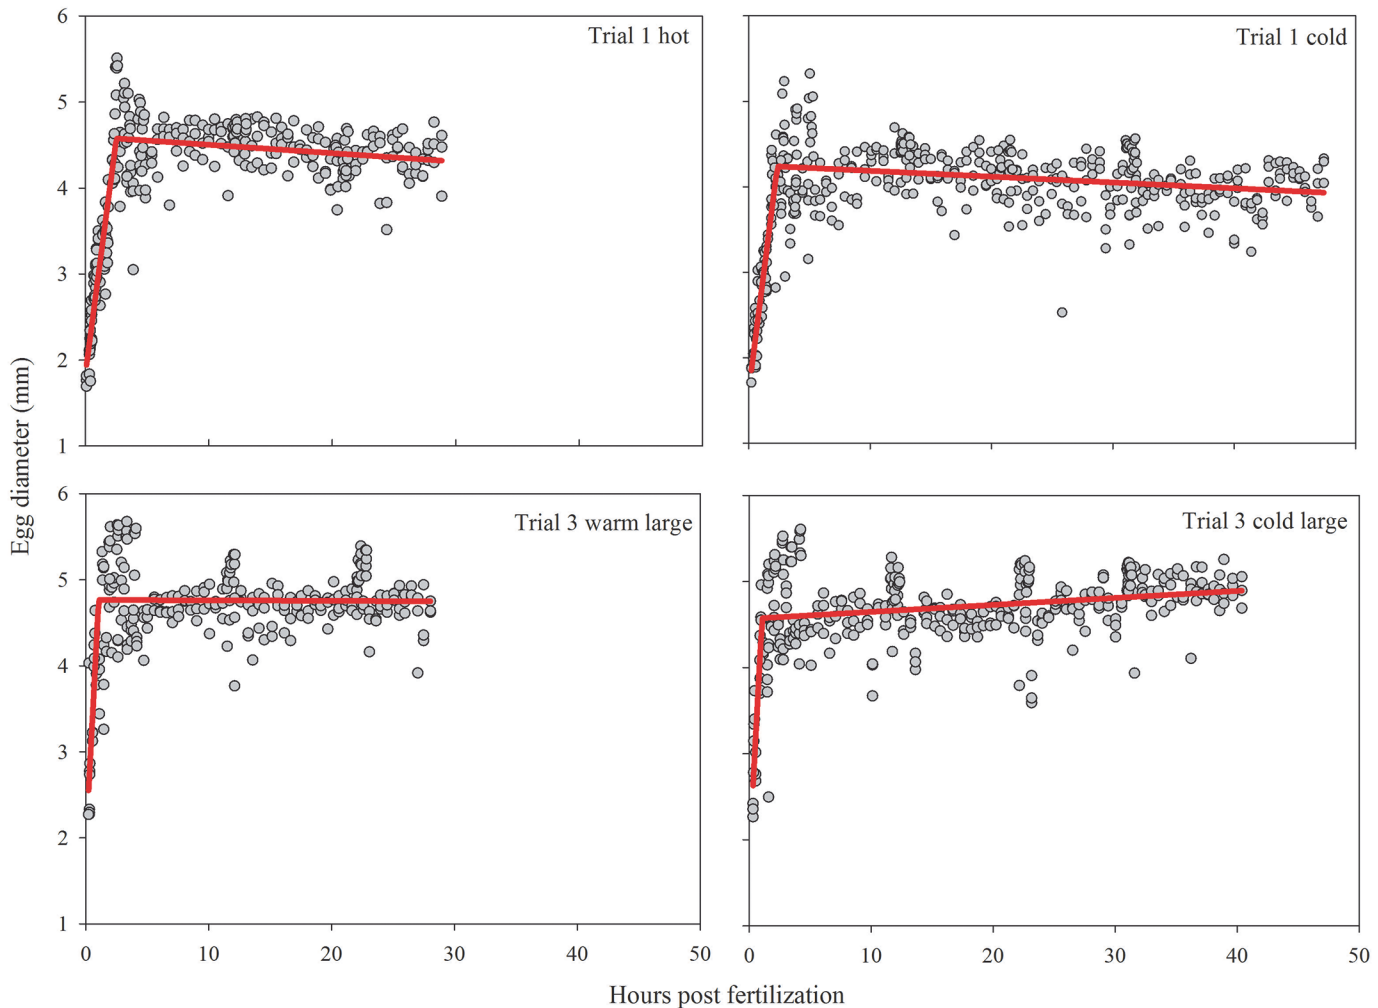 6
5
4
3
2
1
Trial 1 hot
Trial 1 cold
Egg diameter (mm)
6
5
4
3
2
1
Trial 3 warm large
Trial 3 cold large
0 10 20 30 40 50
0 10 20 30 40 50
Hours post fertilization